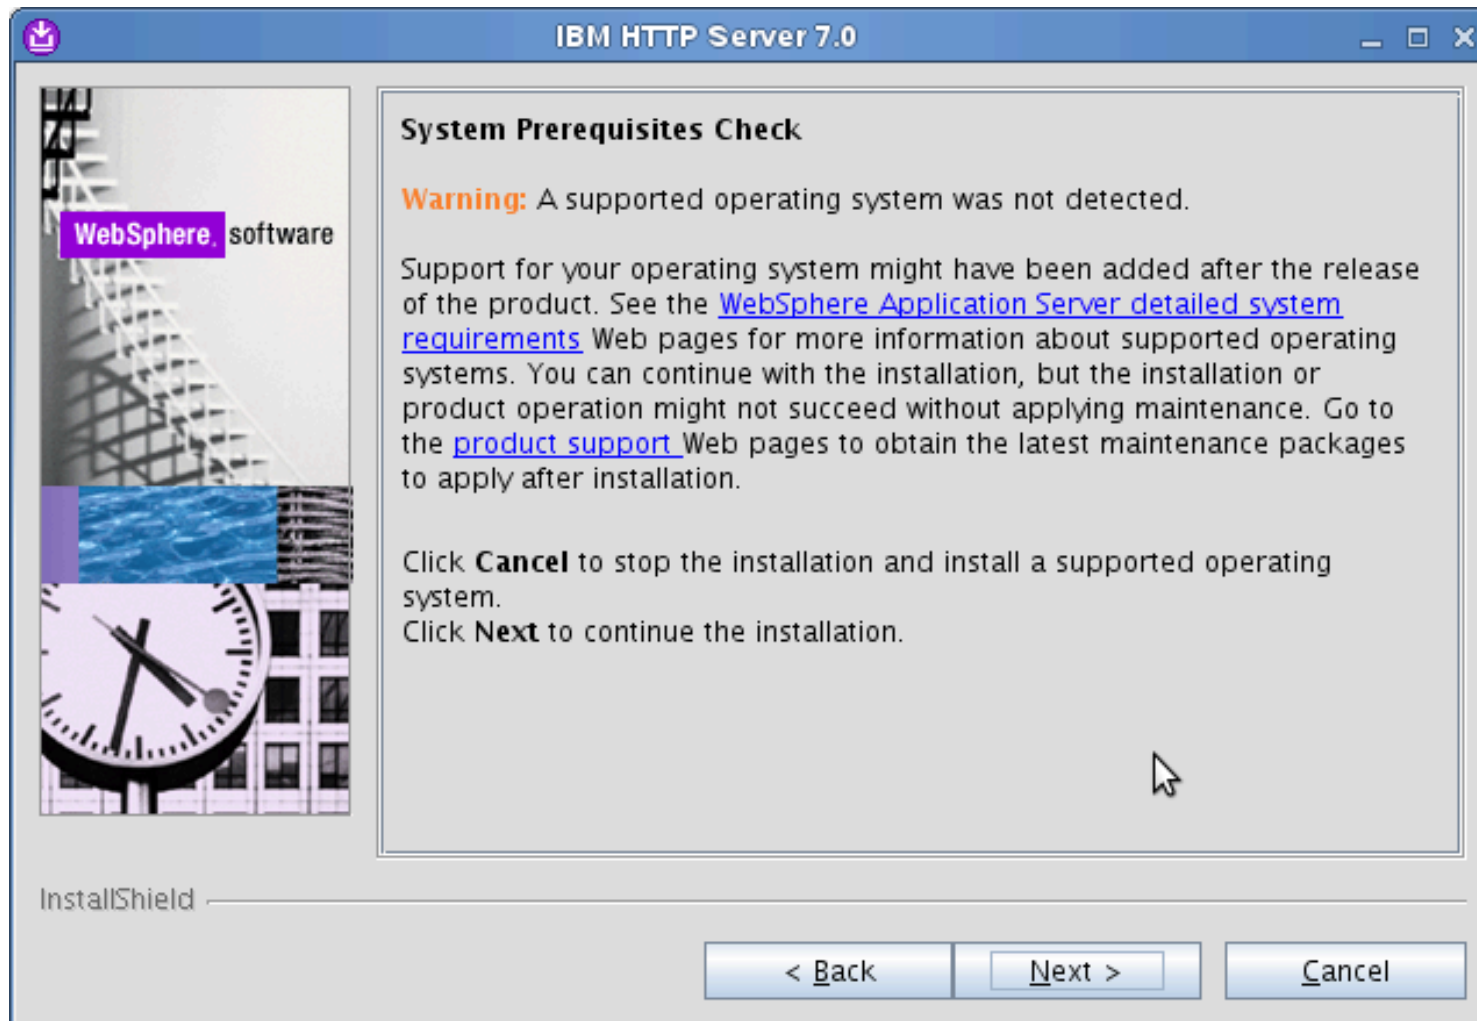 IBM HTTP Server 7.0
WebSphere. software
System Prerequisites Check
Warning: A supported operating system was not detected.
Support for your operating system might have been added after the release
of the product. See the WebSphere Application Server detailed system
requirements Web pages for more information about supported operating
systems. You can continue with the installation, but the installation or
product operation might not succeed without applying maintenance. Go to
the product support Web pages to obtain the latest maintenance packages
to apply after installation.
Click Cancel to stop the installation and install a supported operating
system.
Click Next to continue the installation.
InstallShield
< Back
Next >
Cancel